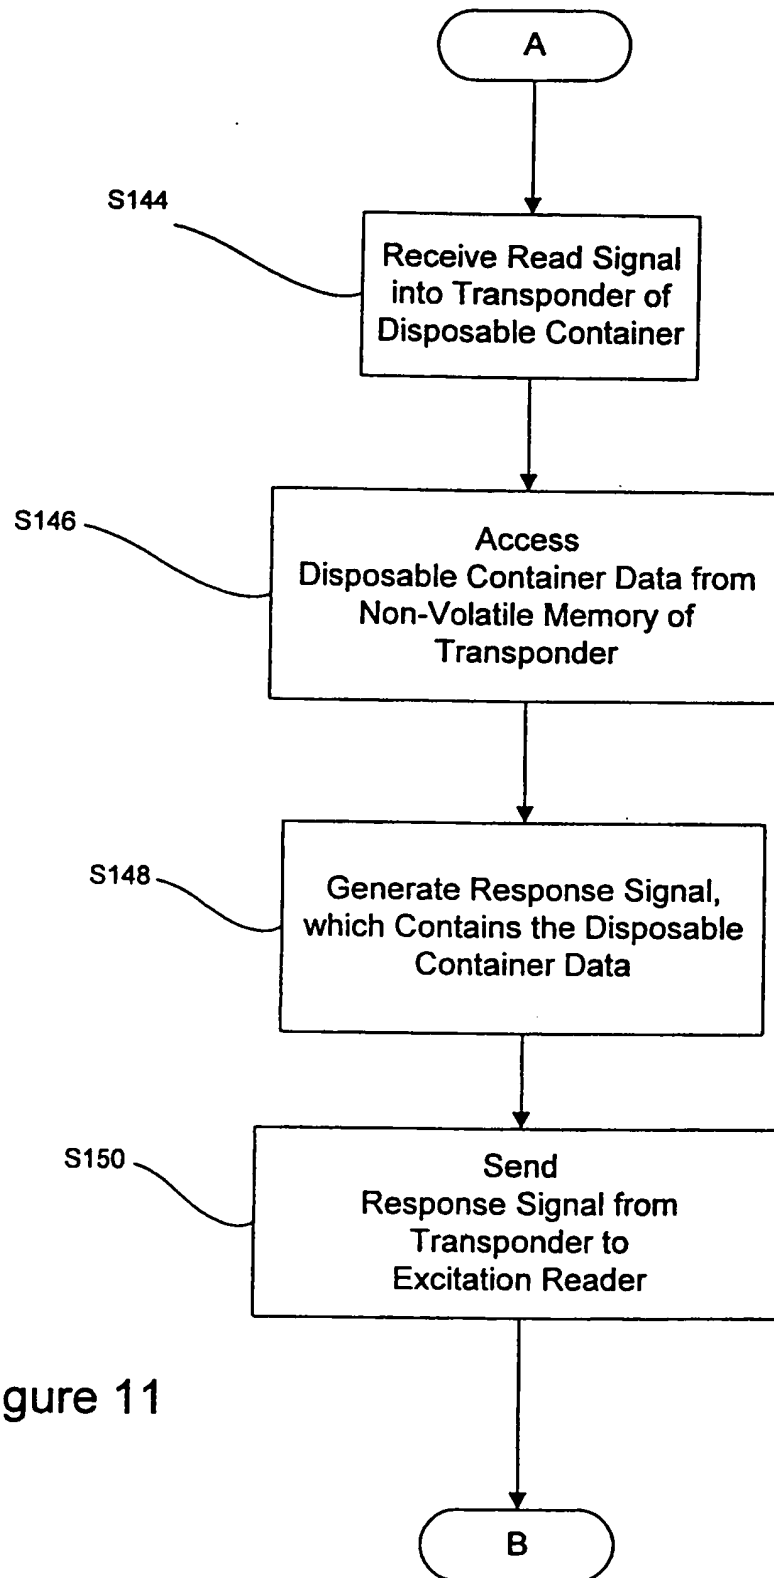 A
S144
Receive Read Signal
into Transponder of
Disposable Container
S146
Access
Disposable Container Data from
Non-Volatile Memory of
Transponder
S148
Generate Response Signal,
which Contains the Disposable
Container Data
S150
Send
Response Signal from
Transponder to
Excitation Reader
gure 11
B